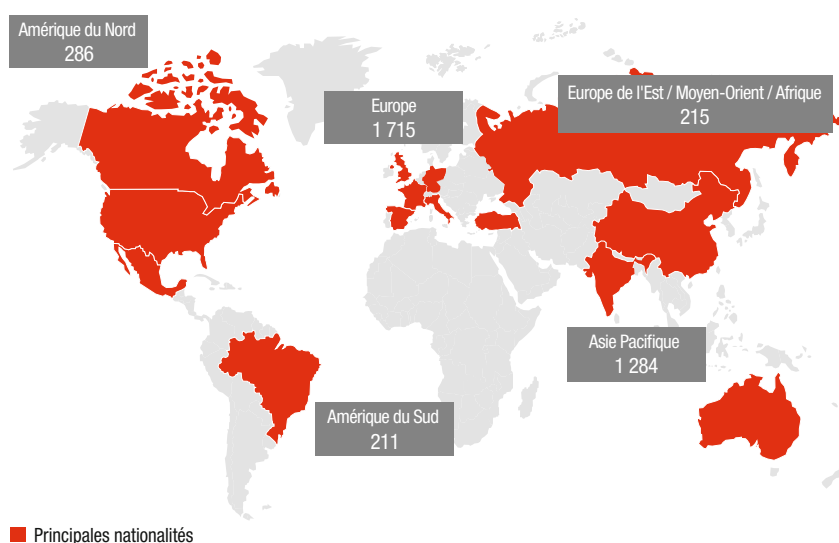 Amérique du Nord
286
Europe
1 715
Europe de l'Est / Moyen-Orient / Afrique
215
Asie Pacifique
1 284
Amérique du Sud
211
Principales nationalités